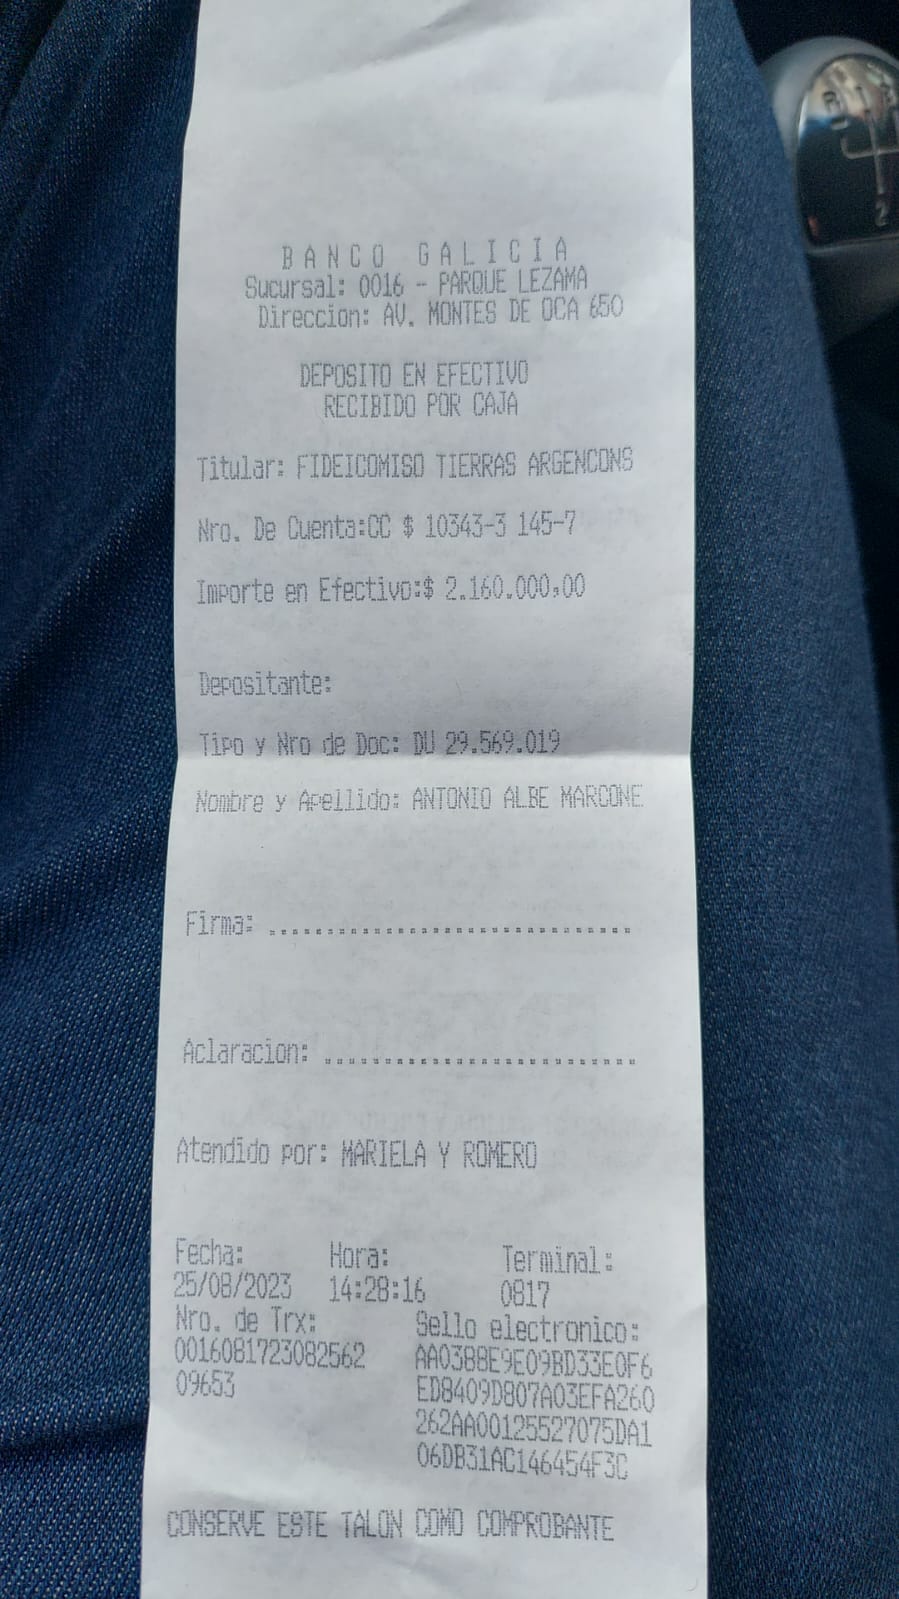 BANCO GALICIA
Sucursal: 0016 - PARQUE LEZAMA
Direccion: AV. MONTES DE OCA 650
DEPOSITO EN EFECTIVO
RECIBIDO POR CAJA
Titular: FIDEICOMISO TIERRAS ARGENCONS
Nro. De Cuenta:CC $ 10343-3 145-7
Importe en Efectivo:$ 2.160.000,00
Depositante:
Tipo y Nro de Doc: DU 29.569.019
Nombre y Apellido: ANTONIO ALBE MARCONE
Firma: ..............................
Aclaracion: ..........................
Atendido por: MARIELA Y ROMERO
Fecha: Hora: Terminal:
25/08/2023 14:28:16 0817
Nro. de Trx: Sello electronico:
0016081723082562 AA03B8E9E09BD33E0F6
09653 ED8409D807A03EFA260
262AA00125527075DA1
06DB31AC146454F3C
CONSERVE ESTE TALON COMO COMPROBANTE